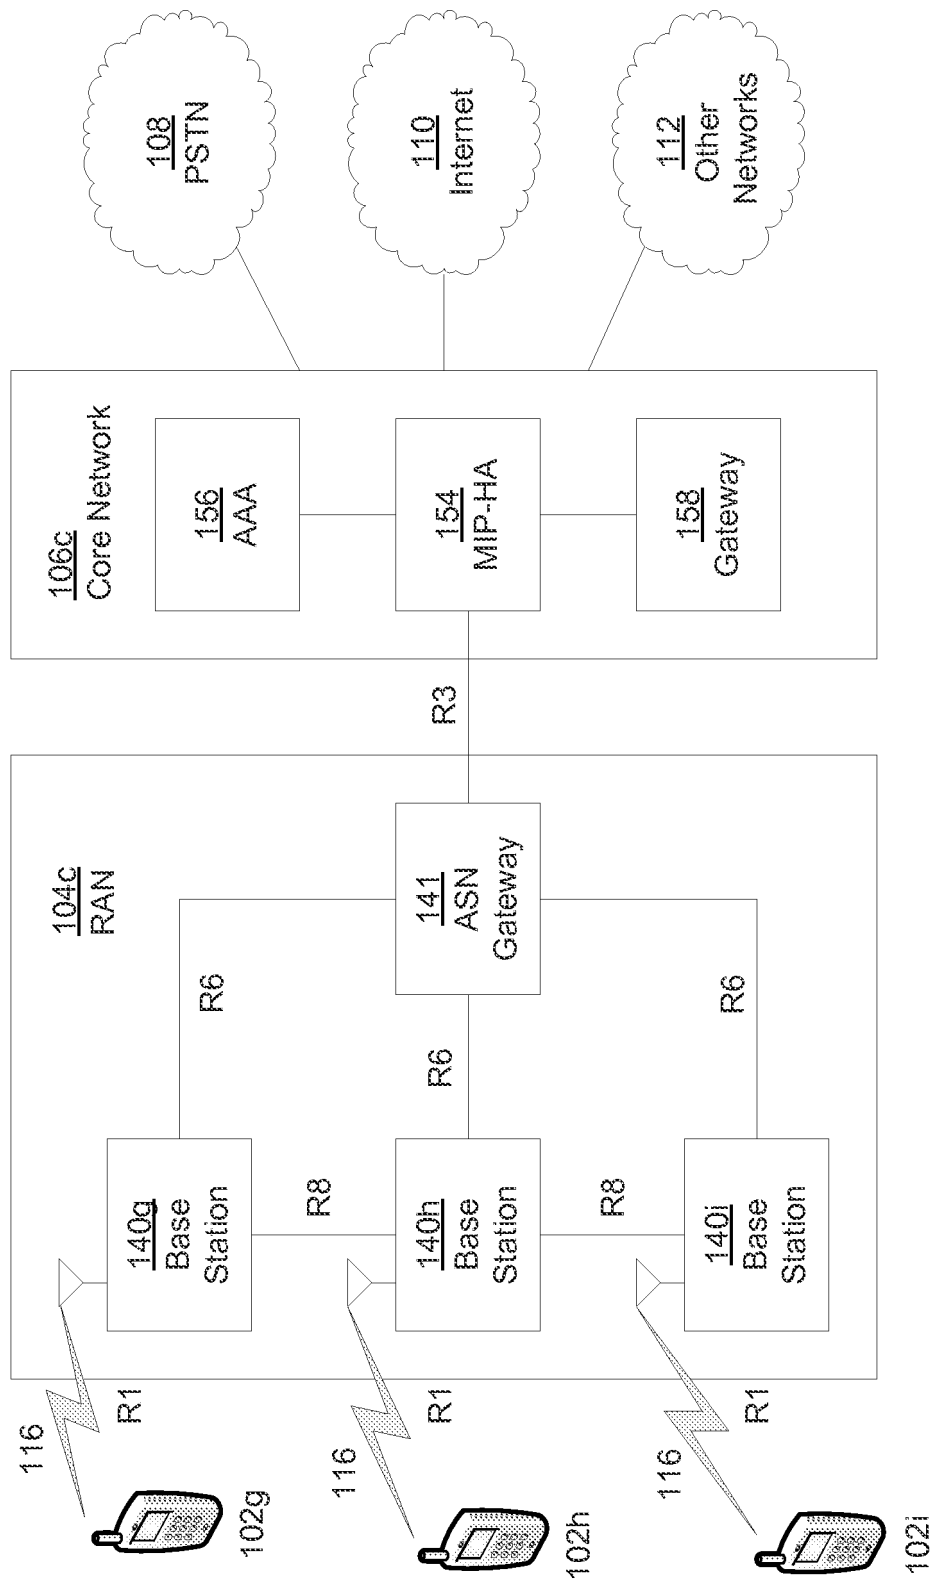 116
R1
102g
116
R1
102h
116
R1
102i
104c
RAN
140g
Base
Station
R8
140h
Base
Station
R8
140i
Base
Station
R6
R6
R6
141
ASN
Gateway
R3
106c
Core Network
156
AAA
154
MIP-HA
158
Gateway
108
PSTN
110
Internet
112
Other
Networks